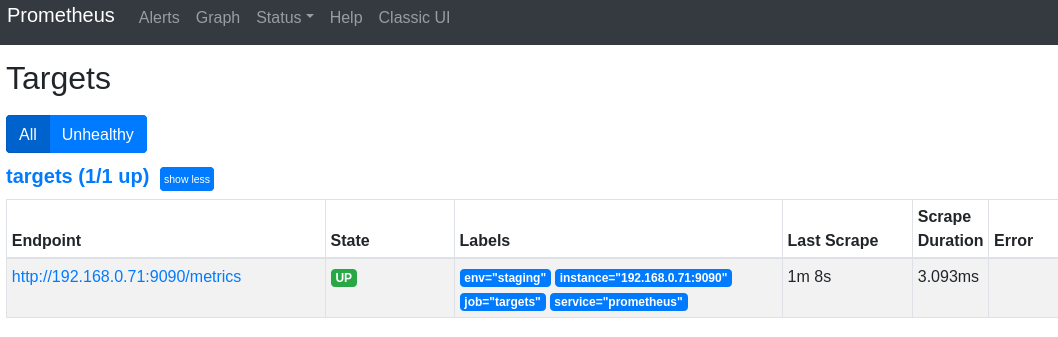 Prometheus Alerts Graph Status Help Classic UI
Targets
All Unhealthy
targets (1/1 up) show less
Endpoint State Labels Last Scrape Scrape Duration Error
http://192.168.0.71:9090/metrics UP env="staging" instance="192.168.0.71:9090" 1m 8s 3.093ms
job="targets" service="prometheus"